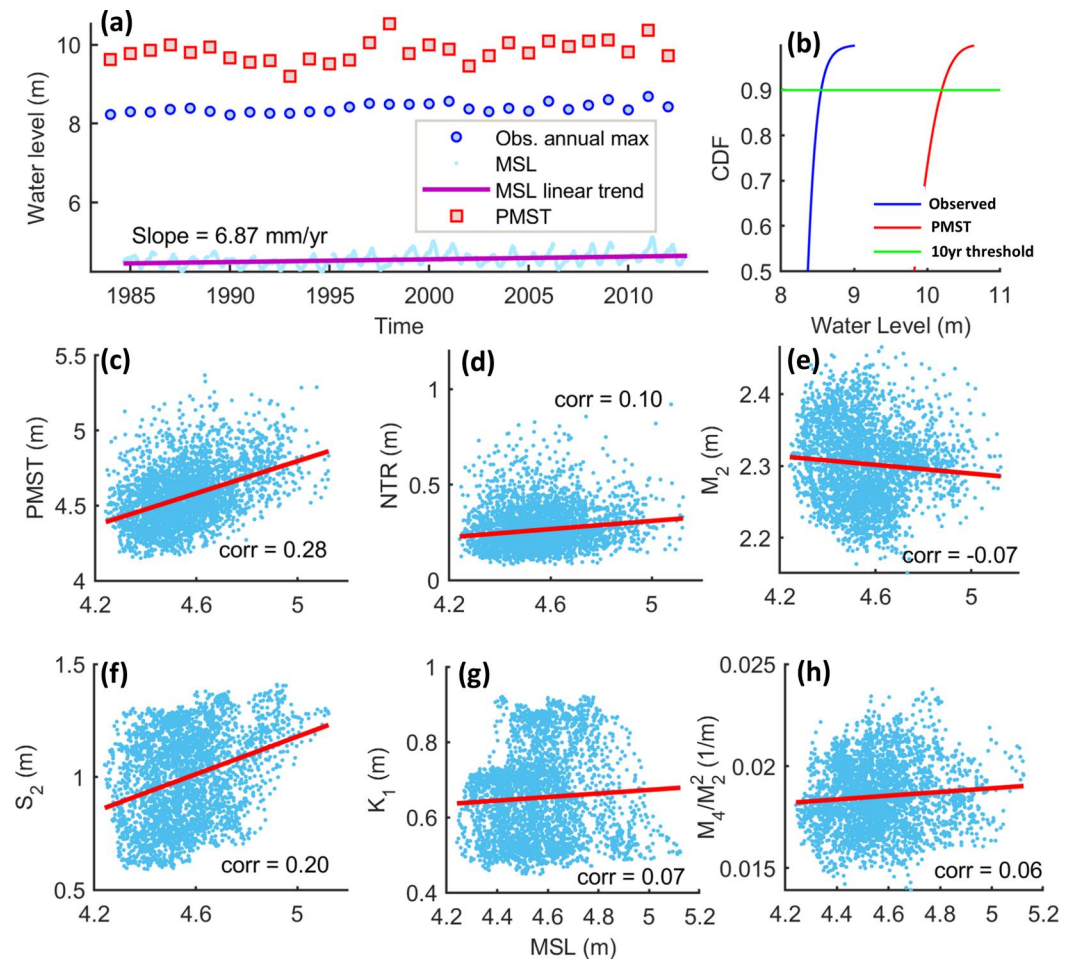 (a)
Water level (m)
10
8
6
Obs. annual max
MSL
MSL linear trend
PMST
Slope = 6.87 mm/yr
1985 1990 1995 2000 2005 2010
Time
(b)
CDF
1
0.9
0.8
0.7
0.6
0.5
Observed
PMST
10yr threshold
8 9 10 11
Water Level (m)
(c)
PMST (m)
5.5
5
4.5
4
corr = 0.28
4.2 4.6 5
(d)
NTR (m)
1
0.5
0
corr = 0.10
4.2 4.6 5
(e)
M₂ (m)
2.4
2.3
2.2
corr = -0.07
4.2 4.6 5
(f)
S₂ (m)
1.5
1
0.5
corr = 0.20
4.2 4.6 5
(g)
K₁ (m)
1
0.8
0.6
0.4
corr = 0.07
4.2 4.4 4.6 4.8 5 5.2
MSL (m)
(h)
M₄/M₂² (1/m)
0.025
0.02
0.015
corr = 0.06
4.2 4.4 4.6 4.8 5 5.2